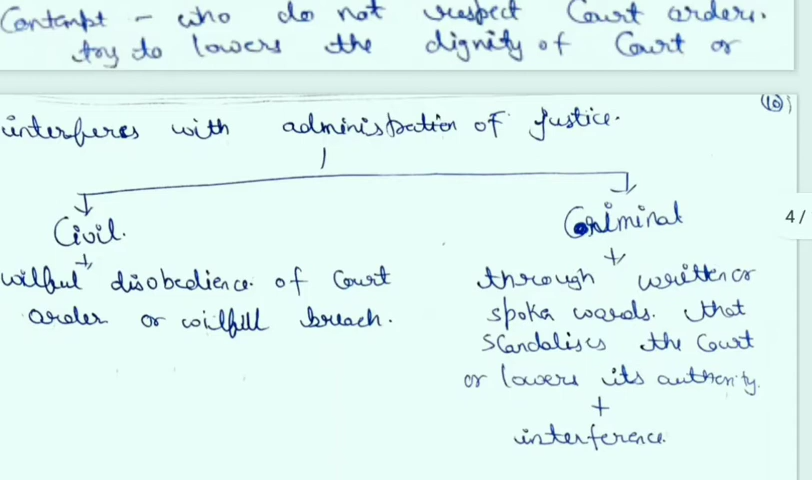 Contempt - who do not respect Court orders.
try to lowers the dignity of Court or
(10)
interferes with administration of Justice.
Civil.
Criminal
4/
wilful disobedience of Court
order or wilfull breach.
through written or
spoken words. that
Scandalises the Court
or lowers its authority.
+
interference.